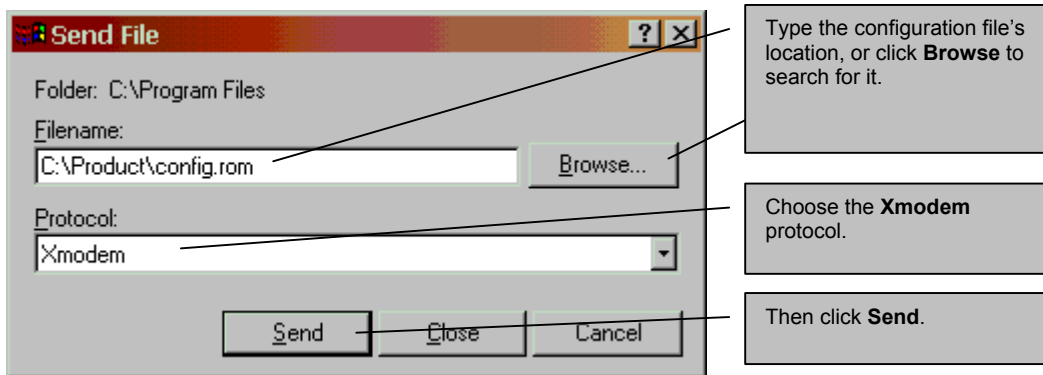 Send File
Folder: C:\Program Files
Filename:
C:\Product\config.rom
Browse...
Protocol:
Xmodem
Send
Close
Cancel
Type the configuration file’s
location, or click Browse to
search for it.
Choose the Xmodem
protocol.
Then click Send.